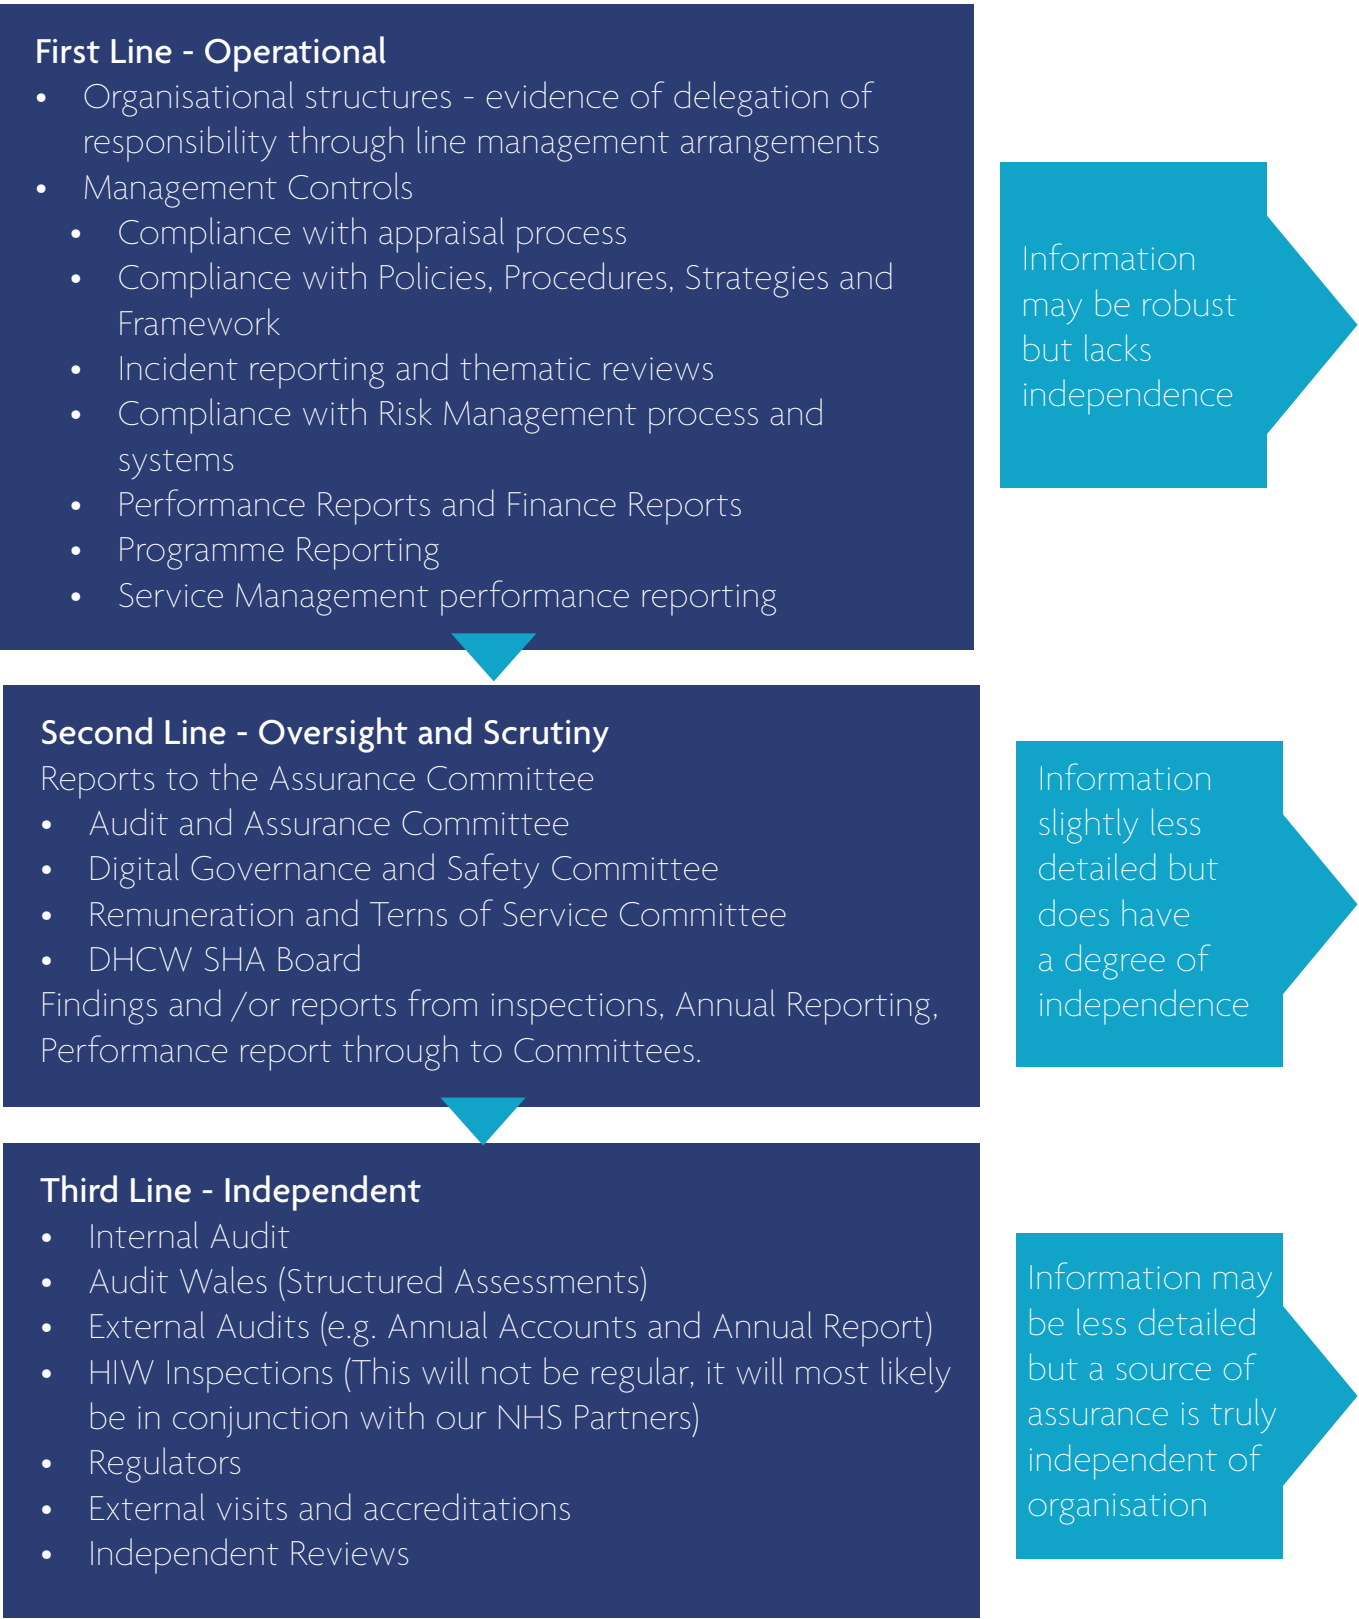 First Line - Operational
• Organisational structures - evidence of delegation of
responsibility through line management arrangements
• Management Controls
• Compliance with appraisal process
• Compliance with Policies, Procedures, Strategies and
Framework
• Incident reporting and thematic reviews
• Compliance with Risk Management process and
systems
• Performance Reports and Finance Reports
• Programme Reporting
• Service Management performance reporting
Information
may be robust
but lacks
independence
Second Line - Oversight and Scrutiny
Reports to the Assurance Committee
• Audit and Assurance Committee
• Digital Governance and Safety Committee
• Remuneration and Terns of Service Committee
• DHCW SHA Board
Findings and /or reports from inspections, Annual Reporting,
Performance report through to Committees.
Information
slightly less
detailed but
does have
a degree of
independence
Third Line - Independent
• Internal Audit
• Audit Wales (Structured Assessments)
• External Audits (e.g. Annual Accounts and Annual Report)
• HIW Inspections (This will not be regular, it will most likely
be in conjunction with our NHS Partners)
• Regulators
• External visits and accreditations
• Independent Reviews
Information may
be less detailed
but a source of
assurance is truly
independent of
organisation